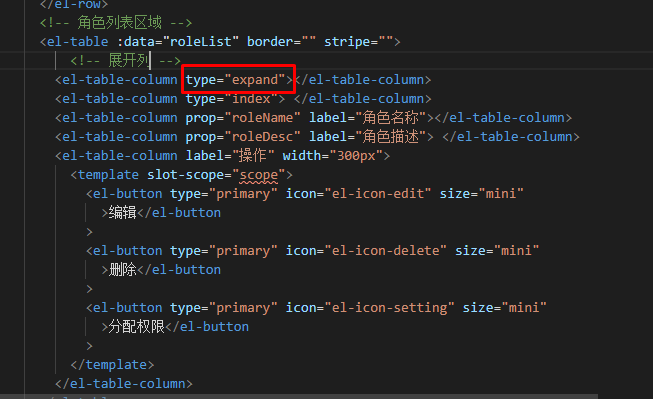 </el-row>
<!-- 角色列表区域 -->
<el-table :data="roleList" border="" stripe="">
<!-- 展开列 -->
<el-table-column type="expand"></el-table-column>
<el-table-column type="index"> </el-table-column>
<el-table-column prop="roleName" label="角色名称"></el-table-column>
<el-table-column prop="roleDesc" label="角色描述"> </el-table-column>
<el-table-column label="操作" width="300px">
<template slot-scope="scope">
<el-button type="primary" icon="el-icon-edit" size="mini"
>编辑</el-button
>
<el-button type="primary" icon="el-icon-delete" size="mini"
>删除</el-button
>
<el-button type="primary" icon="el-icon-setting" size="mini"
>分配权限</el-button
>
</template>
</el-table-column>